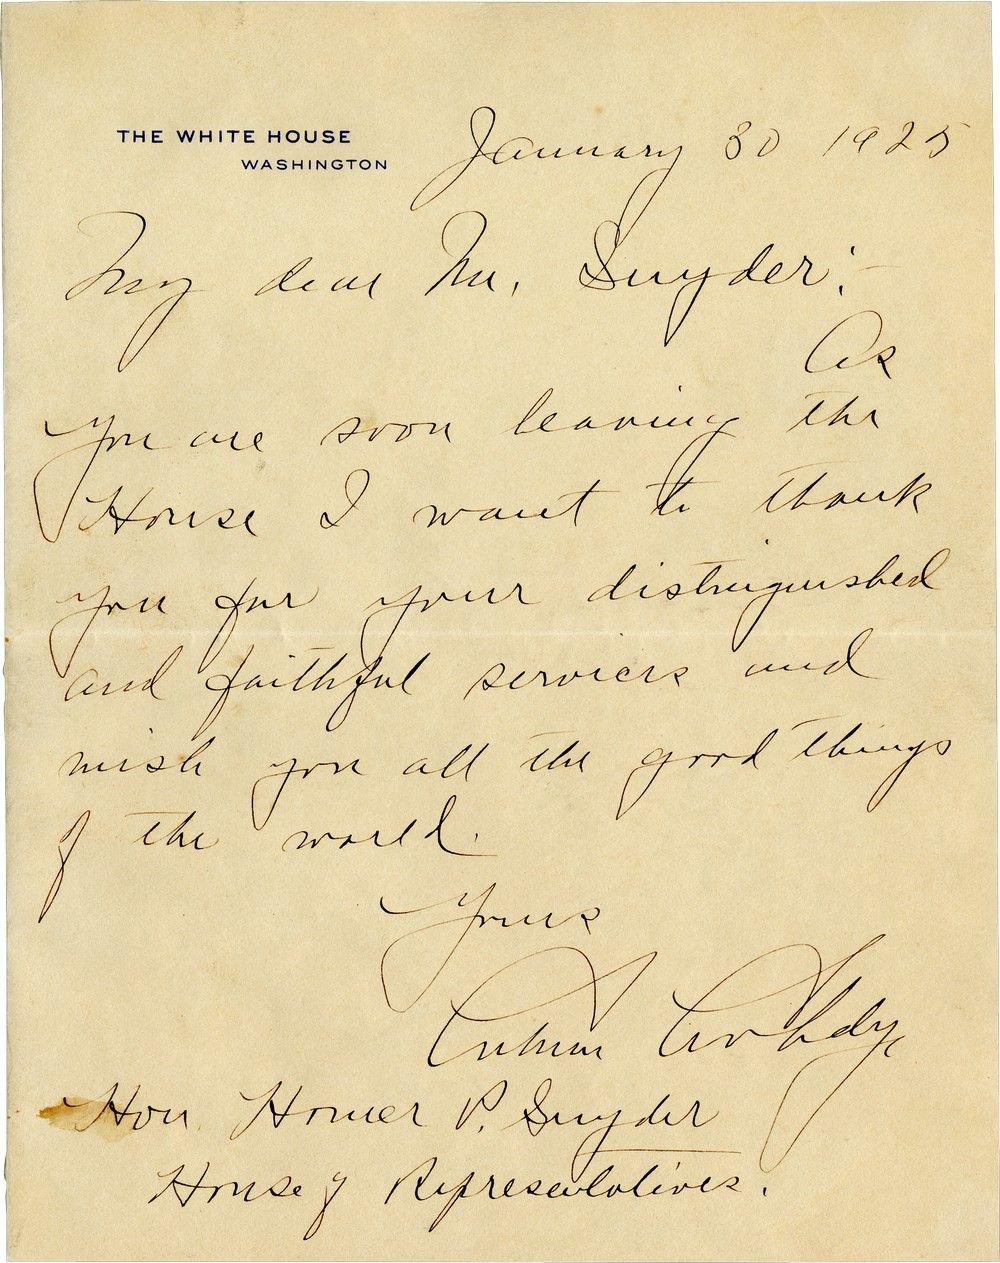 THE WHITE HOUSE
WASHINGTON
January 30 1925
My dear Mr. Snyder:-
As
you are soon leaving the
House I want to thank
you for your distinguished
and faithful services and
wish you all the good things
of the world.
Yours
Calvin Coolidge
Hon Homer P. Snyder
House of Representatives.